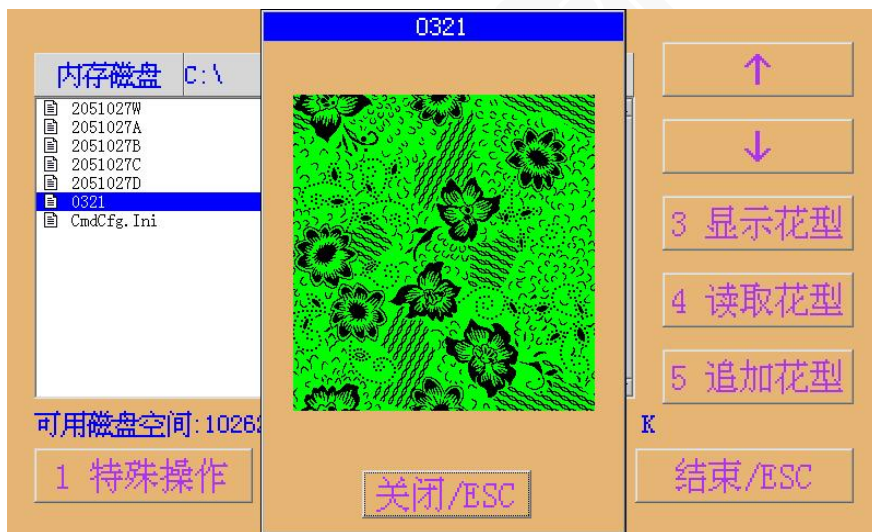 0321
内存磁盘 C:\
2051027W
2051027A
2051027B
2051027C
2051027D
0321
CmdCfg.Ini
↑
↓
3 显示花型
4 读取花型
5 追加花型
可用磁盘空间:1026
K
1 特殊操作
关闭/ESC
结束/ESC